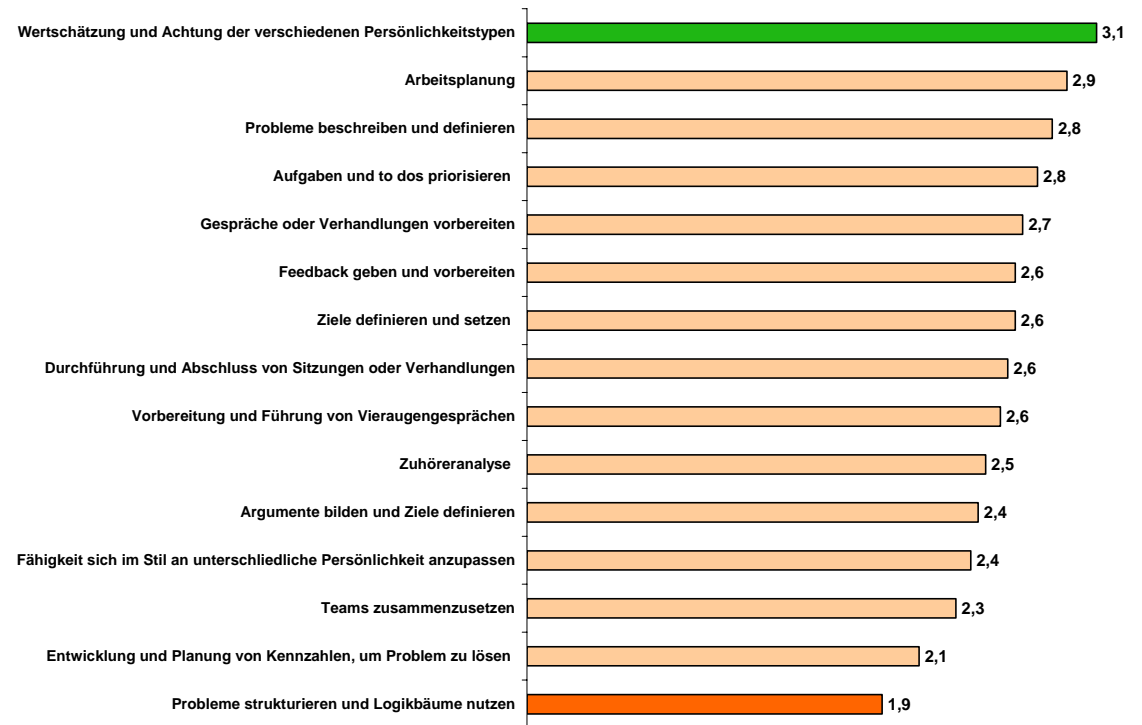 Wertschätzung und Achtung der verschiedenen Persönlichkeitstypen 3,1
Arbeitsplanung 2,9
Probleme beschreiben und definieren 2,8
Aufgaben und to dos priorisieren 2,8
Gespräche oder Verhandlungen vorbereiten 2,7
Feedback geben und vorbereiten 2,6
Ziele definieren und setzen 2,6
Durchführung und Abschluss von Sitzungen oder Verhandlungen 2,6
Vorbereitung und Führung von Vieraugengesprächen 2,6
Zuhöreranalyse 2,5
Argumente bilden und Ziele definieren 2,4
Fähigkeit sich im Stil an unterschliedliche Persönlichkeit anzupassen 2,4
Teams zusammenzusetzen 2,3
Entwicklung und Planung von Kennzahlen, um Problem zu lösen 2,1
Probleme strukturieren und Logikbäume nutzen 1,9